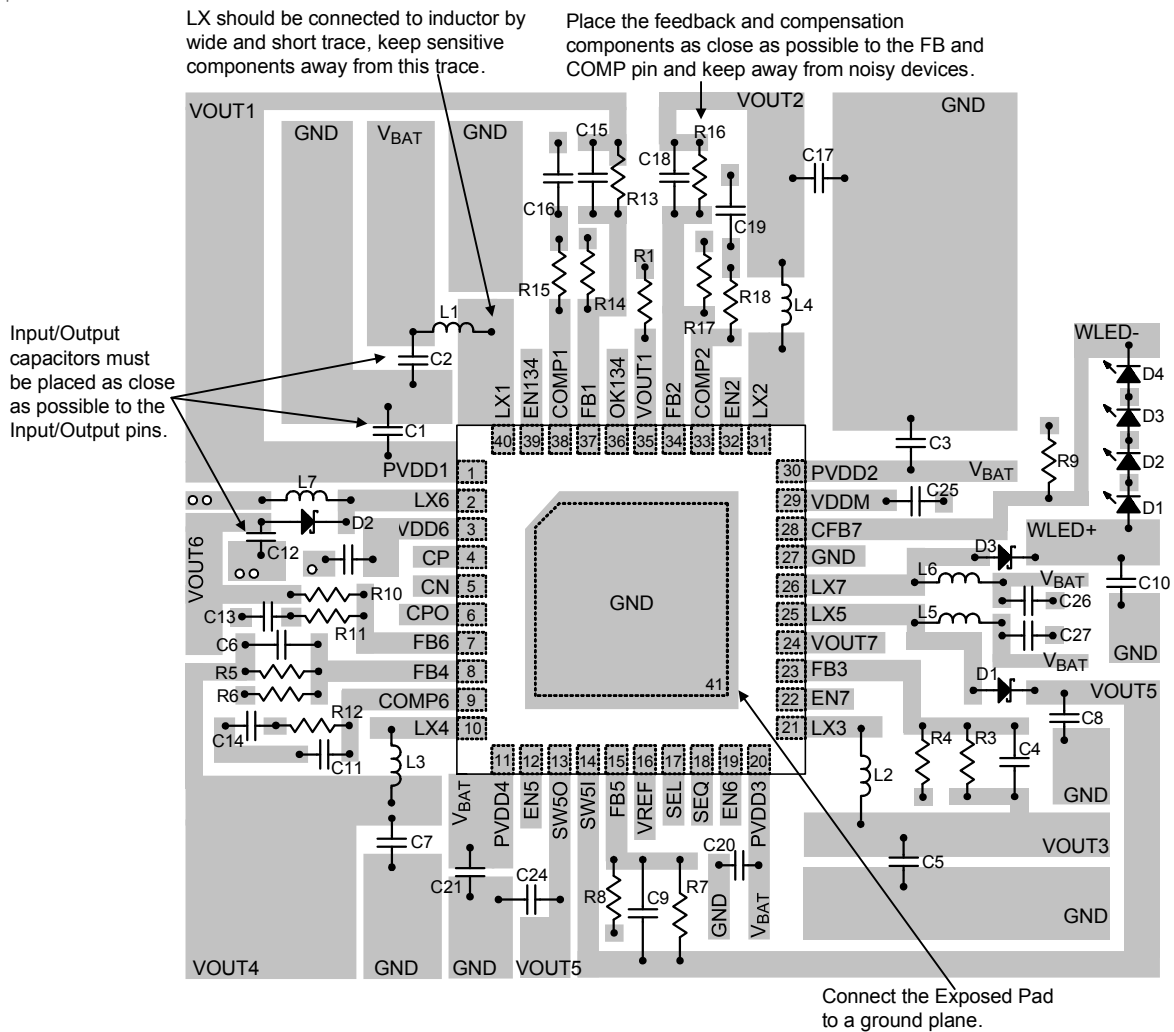 LX should be connected to inductor by
wide and short trace, keep sensitive
components away from this trace.
Place the feedback and compensation
components as close as possible to the FB and
COMP pin and keep away from noisy devices.
VOUT1
GND
VBAT
GND
VOUT2
GND
C15
R16
C18
C17
C16
R13
C19
R15
R14
R1
R17
R18
L4
L1
C2
C1
Input/Output
capacitors must
be placed as close
as possible to the
Input/Output pins.
LX1
EN134
COMP1
FB1
OK134
VOUT1
FB2
COMP2
EN2
LX2
40
39
38
37
36
35
34
33
32
31
WLED-
D4
D3
D2
D1
R9
C3
VBAT
C25
WLED+
PVDD1
1
LX6
2
VDD6
3
CP
4
CN
5
CPO
6
FB6
7
FB4
8
COMP6
9
LX4
10
L7
D2
C12
VOUT6
R10
C13
R11
C6
R5
R6
R12
C14
C11
L3
GND
41
30
PVDD2
29
VDDM
28
CFB7
27
GND
26
LX7
25
LX5
24
VOUT7
23
FB3
22
EN7
21
LX3
D3
L6
VBAT
C26
C10
L5
C27
VBAT
GND
D1
VOUT5
C8
R4
R3
C4
L2
GND
VOUT3
C5
GND
11
12
13
14
15
16
17
18
19
20
VBAT
PVDD4
EN5
SW5O
SW5I
FB5
VREF
SEL
SEQ
EN6
PVDD3
C7
C21
C24
C20
R8
C9
R7
GND
VBAT
VOUT4
GND
GND
VOUT5
Connect the Exposed Pad
to a ground plane.